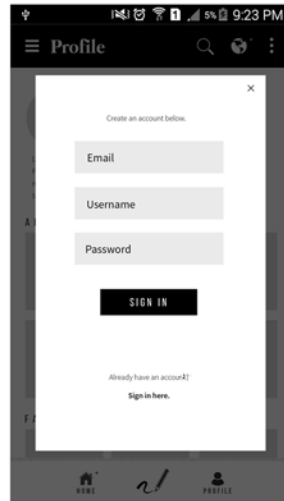 5% 9:23 PM
Profile
Create an account below.
Email
Username
Password
SIGN IN
Already have an account?
Sign in here.
HOME
PROFILE